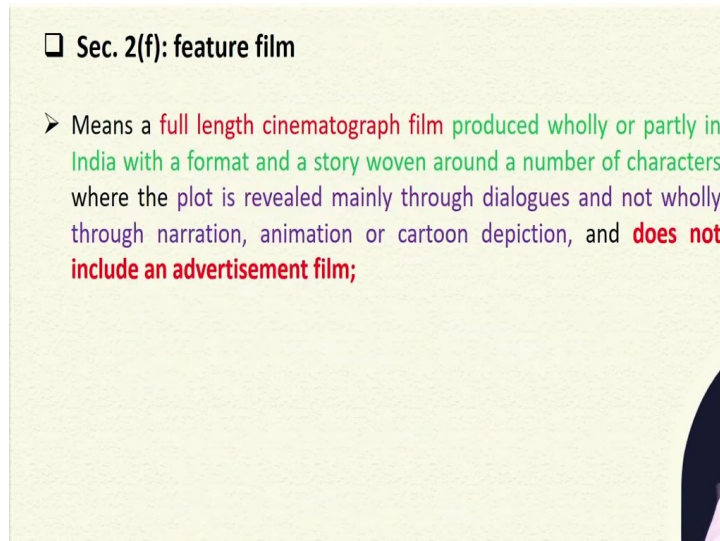 Sec. 2(f): feature film
Means a full length cinematograph film produced wholly or partly in
India with a format and a story woven around a number of characters
where the plot is revealed mainly through dialogues and not wholly
through narration, animation or cartoon depiction, and does not
include an advertisement film;